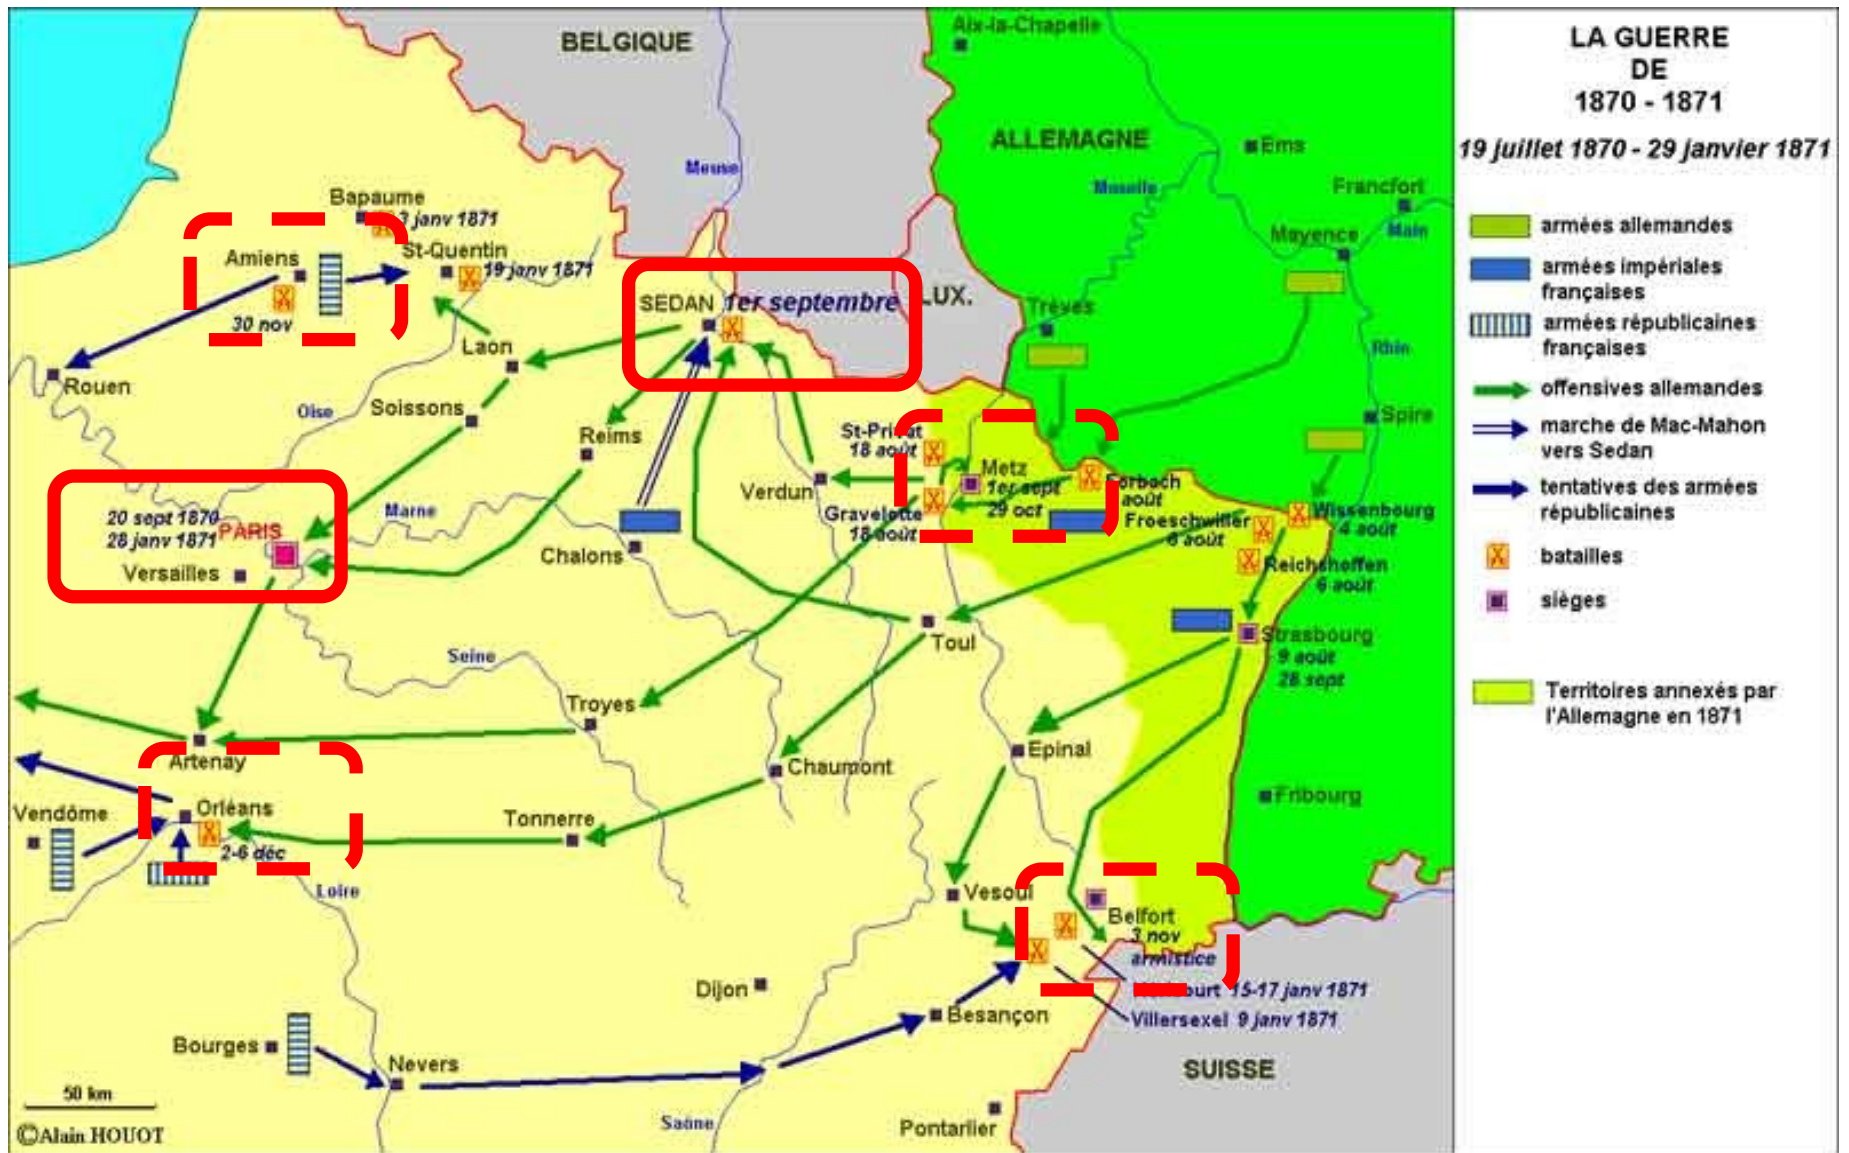 BELGIQUE
Aix-la-Chapelle
ALLEMAGNE
Ems
Francfort
Meuse
Moselle
Main
Mayence
Bapaume
3 janv 1871
St-Quentin
19 janv 1871
Amiens
30 nov
Rouen
Laon
Oise
Soissons
SEDAN 1er septembre
LUX.
Trèves
Rhin
Spire
Reims
St-Privat
18 août
Metz
1er sept
29 oct
Forbach
août
Verdun
Gravelotte
18 août
Froeschwiller
6 août
Wissenbourg
4 août
Reichshoffen
6 août
Marne
20 sept 1870
28 janv 1871
PARIS
Versailles
Chalons
Toul
Strasbourg
9 août
28 sept
Seine
Troyes
Artenay
Epinal
Chaumont
Fribourg
Vendôme
Orléans
2-6 déc
Tonnerre
Loire
Vesoul
Belfort
3 nov
armistice
15-17 janv 1871
Villersexel 9 janv 1871
Dijon
Besançon
Bourges
Nevers
SUISSE
Saône
Pontarlier
50 km
©Alain HOUOT
LA GUERRE
DE
1870 - 1871
19 juillet 1870 - 29 janvier 1871
armées allemandes
armées impériales
françaises
armées républicaines
françaises
offensives allemandes
marche de Mac-Mahon
vers Sedan
tentatives des armées
républicaines
batailles
sièges
Territoires annexés par
l'Allemagne en 1871